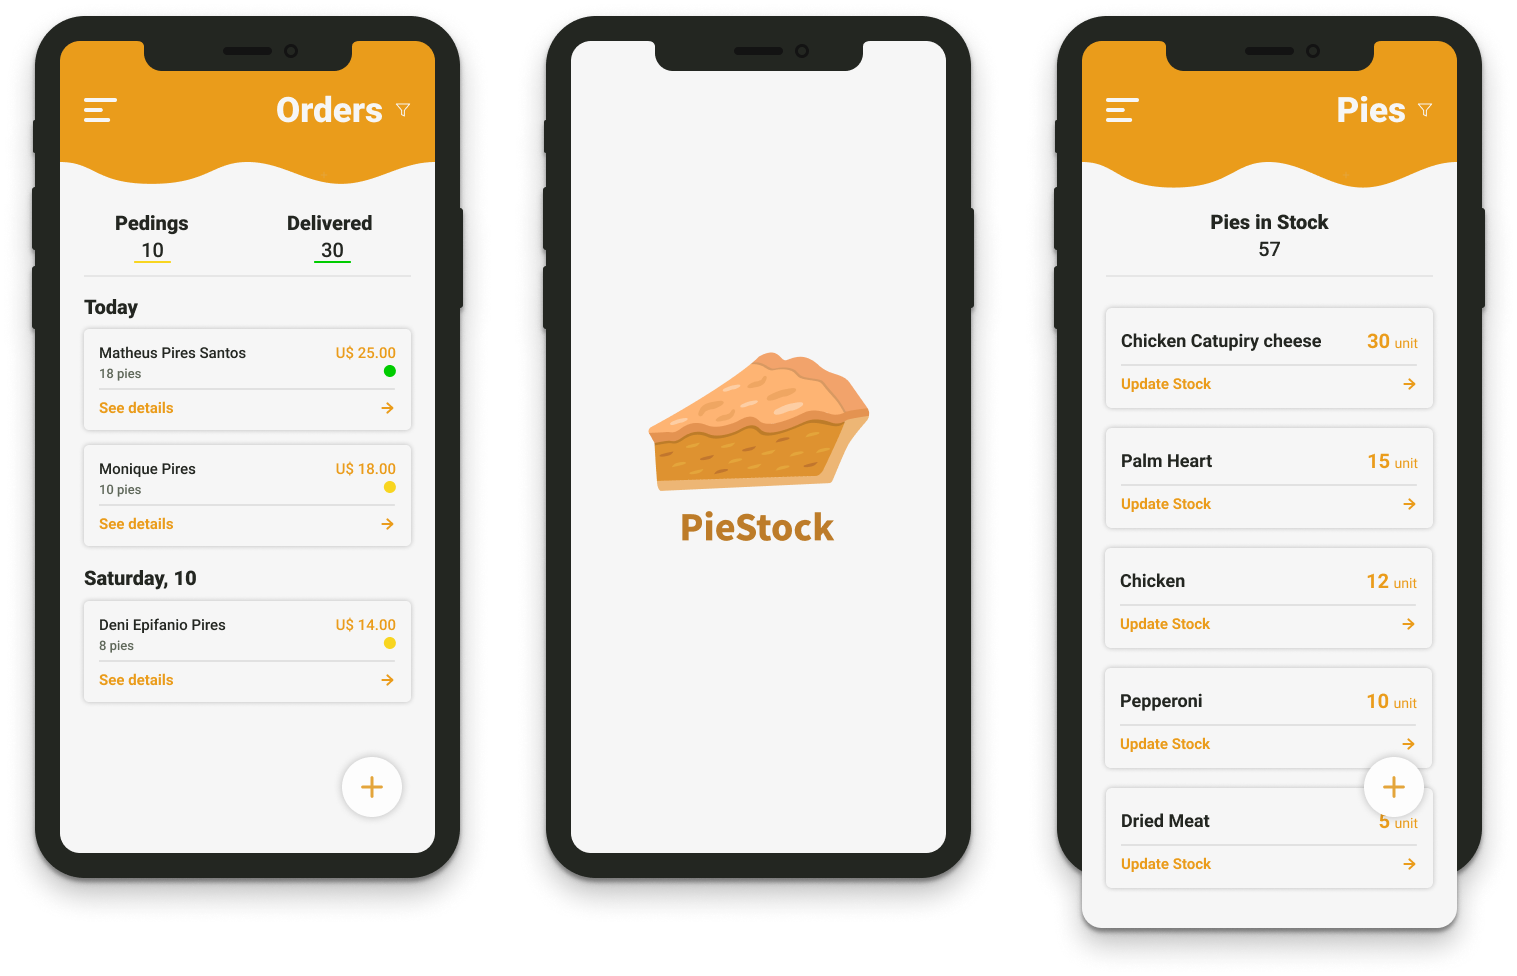 Orders
Pedings
Delivered
10
30
Today
Matheus Pires Santos
U$ 25.00
18 pies
See details
Monique Pires
U$ 18.00
10 pies
See details
Saturday, 10
Deni Epifanio Pires
U$ 14.00
8 pies
See details
PieStock
Pies
Pies in Stock
57
Chicken Catupiry cheese
30 unit
Update Stock
Palm Heart
15 unit
Update Stock
Chicken
12 unit
Update Stock
Pepperoni
10 unit
Update Stock
Dried Meat
5 unit
Update Stock